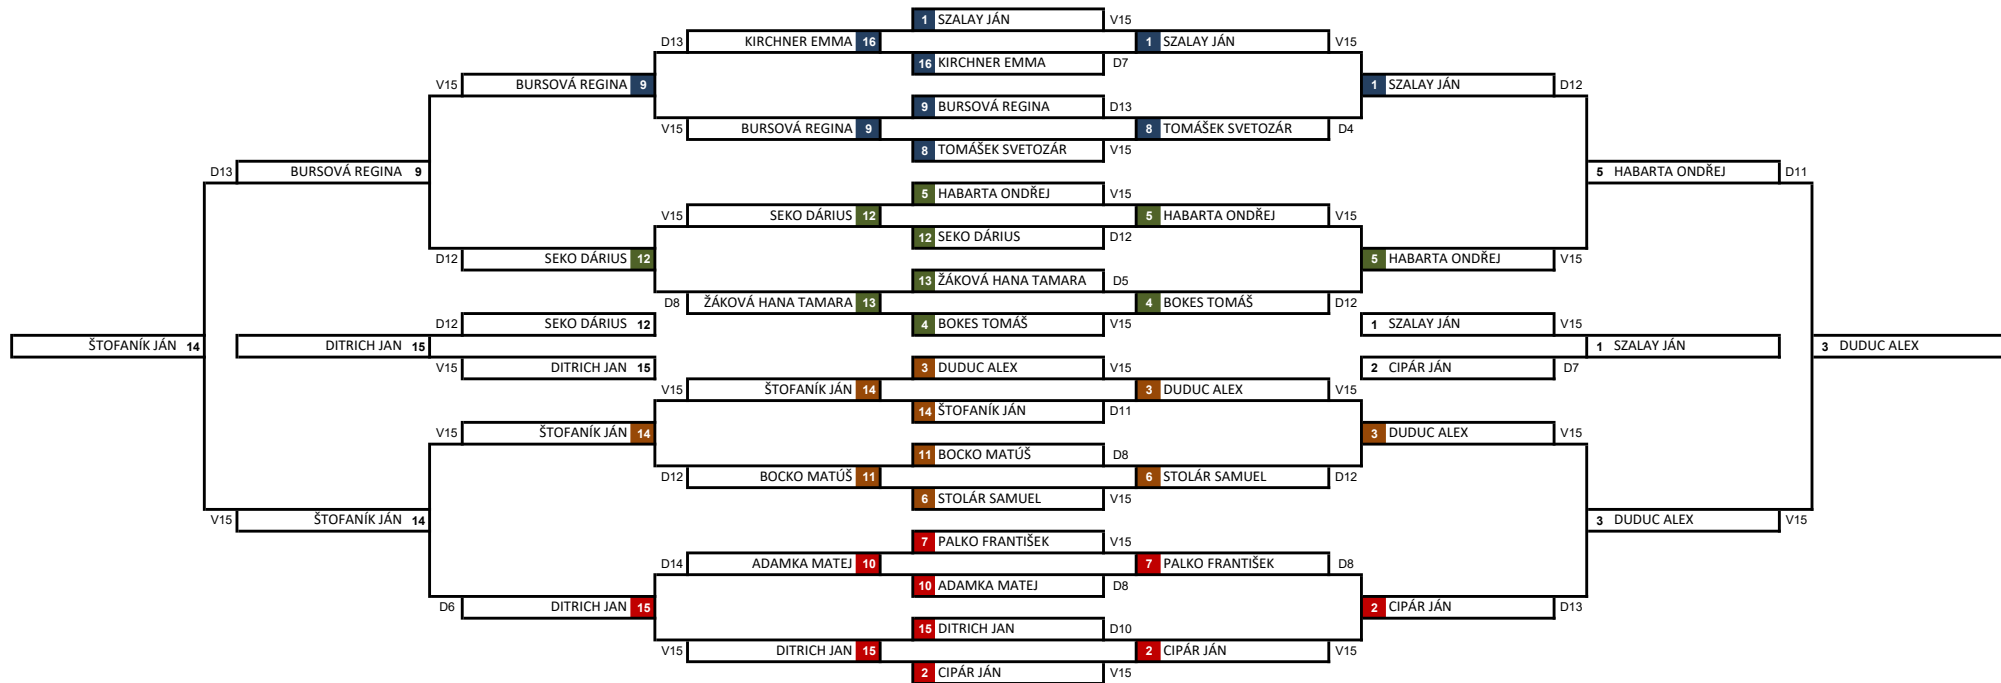 1 SZALAY JÁN V15
D13 KIRCHNER EMMA 16 1 SZALAY JÁN V15
16 KIRCHNER EMMA D7
V15 BURSOVÁ REGINA 9 1 SZALAY JÁN D12
9 BURSOVÁ REGINA D13
V15 BURSOVÁ REGINA 9 8 TOMÁŠEK SVETOZÁR D4
8 TOMÁŠEK SVETOZÁR V15
D13 BURSOVÁ REGINA 9 5 HABARTA ONDŘEJ D11
5 HABARTA ONDŘEJ V15
V15 SEKO DÁRIUS 12 5 HABARTA ONDŘEJ V15
12 SEKO DÁRIUS D12
D12 SEKO DÁRIUS 12 5 HABARTA ONDŘEJ V15
13 ŽÁKOVÁ HANA TAMARA D5
D8 ŽÁKOVÁ HANA TAMARA 13 4 BOKES TOMÁŠ D12
D12 SEKO DÁRIUS 12 4 BOKES TOMÁŠ V15 1 SZALAY JÁN V15
ŠTOFANÍK JÁN 14 DITRICH JAN 15 1 SZALAY JÁN 3 DUDUC ALEX
V15 DITRICH JAN 15 3 DUDUC ALEX V15 2 CIPÁR JÁN D7
V15 ŠTOFANÍK JÁN 14 3 DUDUC ALEX V15
14 ŠTOFANÍK JÁN D11
V15 ŠTOFANÍK JÁN 14 3 DUDUC ALEX V15
11 BOCKO MATÚŠ D8
D12 BOCKO MATÚŠ 11 6 STOLÁR SAMUEL D12
6 STOLÁR SAMUEL V15
V15 ŠTOFANÍK JÁN 14 3 DUDUC ALEX V15
7 PALKO FRANTIŠEK V15
D14 ADAMKA MATEJ 10 7 PALKO FRANTIŠEK D8
10 ADAMKA MATEJ D8
D6 DITRICH JAN 15 2 CIPÁR JÁN D13
15 DITRICH JAN D10
V15 DITRICH JAN 15 2 CIPÁR JÁN V15
2 CIPÁR JÁN V15